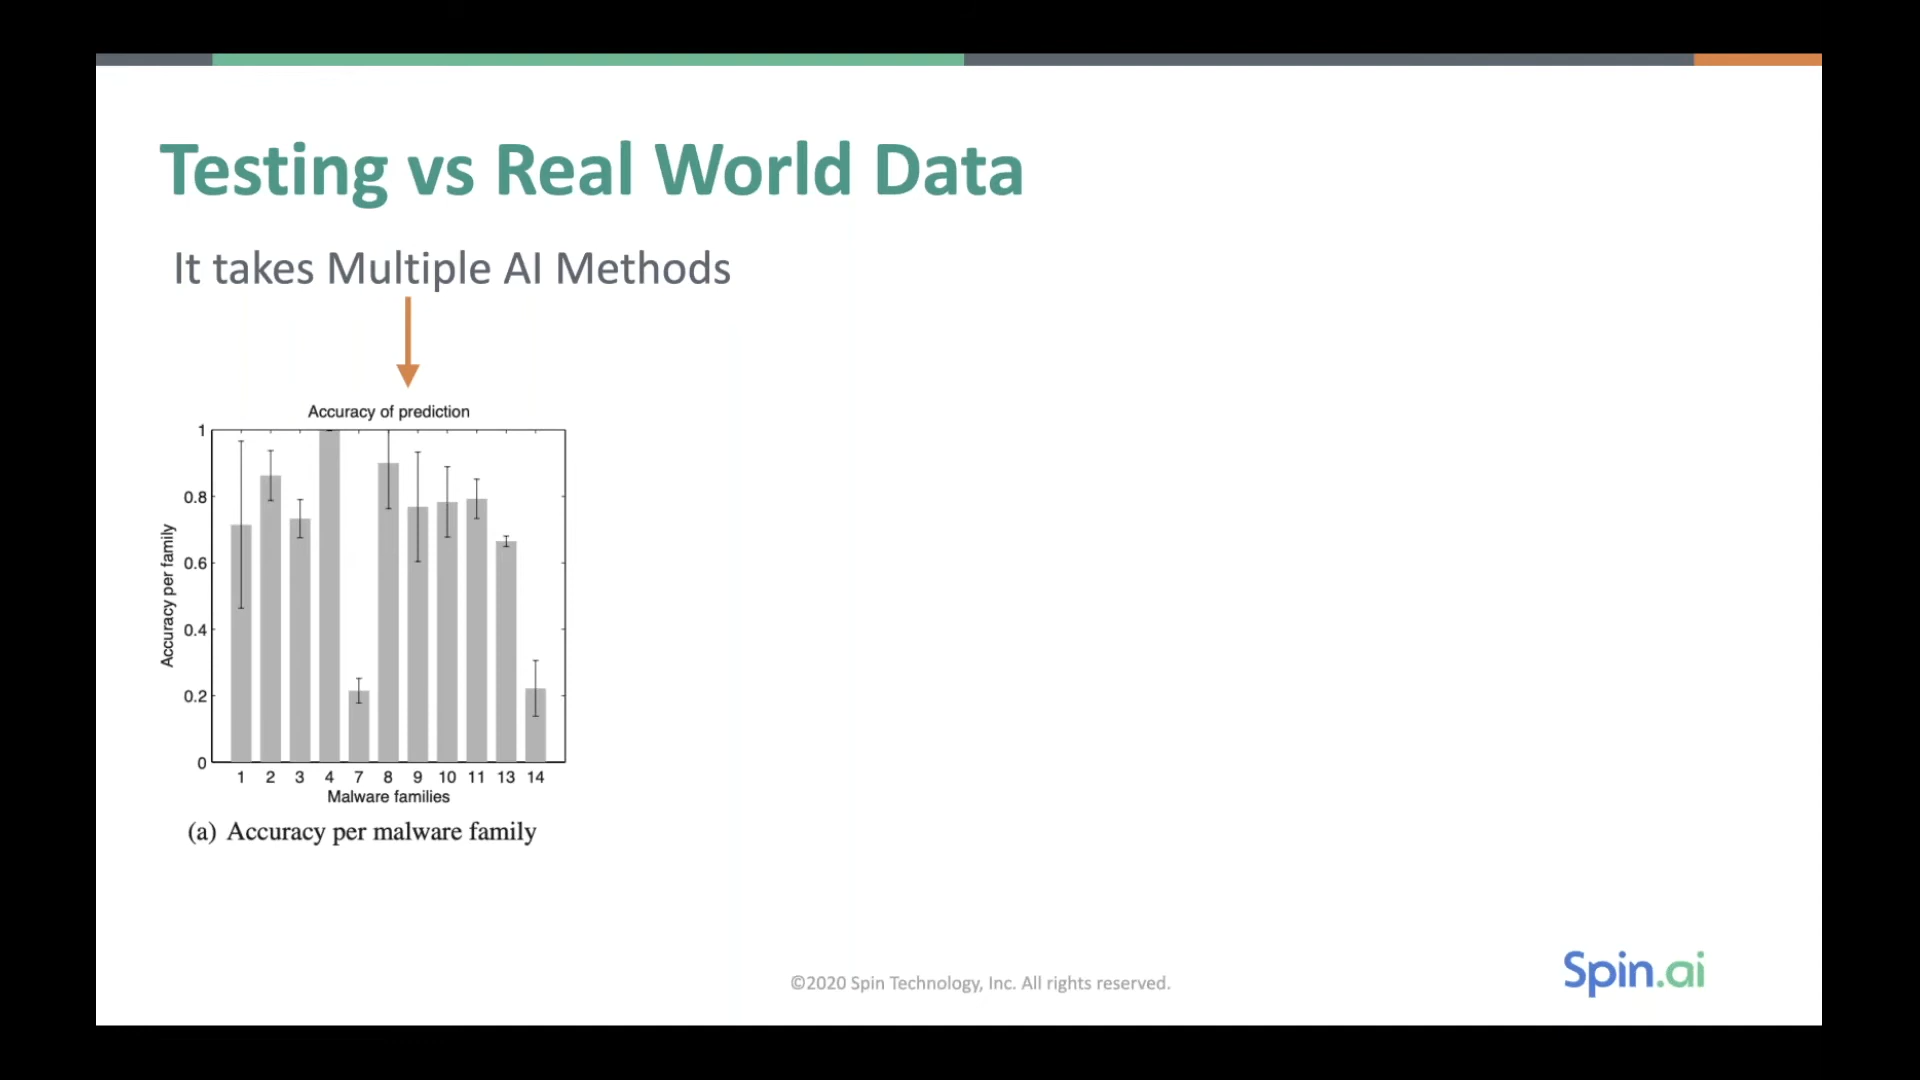 Testing vs Real World Data
It takes Multiple AI Methods
Accuracy of prediction
1
0.8
0.6
0.4
0.2
0
Accuracy per family
1 2 3 4 7 8 9 10 11 13 14
Malware families
(a) Accuracy per malware family
©2020 Spin Technology, Inc. All rights reserved.
Spin.ai